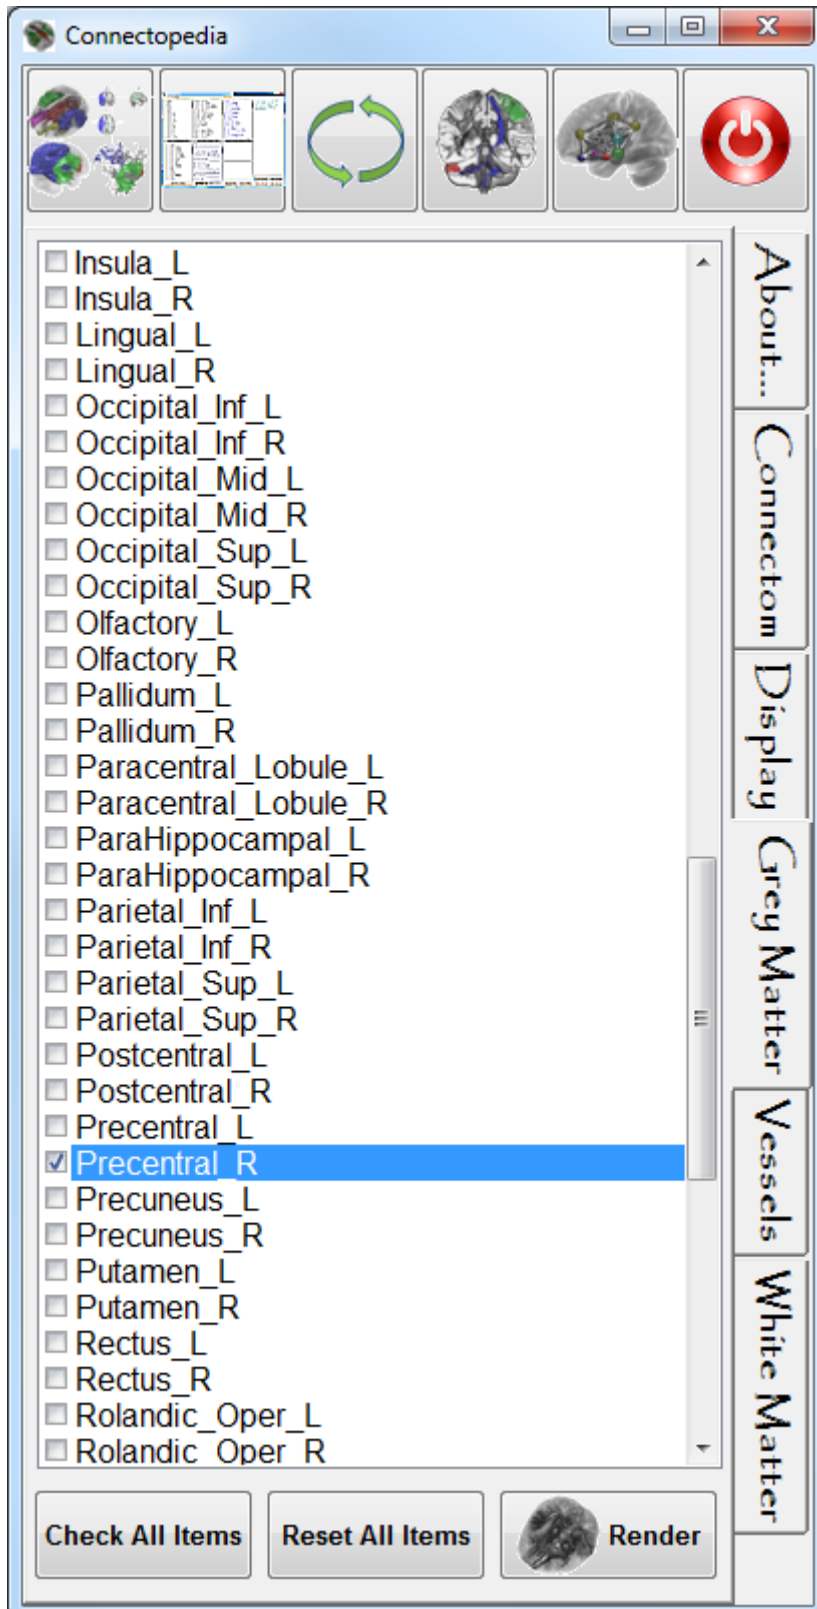 Connectopedia
Insula_L
Insula_R
Lingual_L
Lingual_R
Occipital_Inf_L
Occipital_Inf_R
Occipital_Mid_L
Occipital_Mid_R
Occipital_Sup_L
Occipital_Sup_R
Olfactory_L
Olfactory_R
Pallidum_L
Pallidum_R
Paracentral_Lobule_L
Paracentral_Lobule_R
ParaHippocampal_L
ParaHippocampal_R
Parietal_Inf_L
Parietal_Inf_R
Parietal_Sup_L
Parietal_Sup_R
Postcentral_L
Postcentral_R
Precentral_L
Precentral_R
Precuneus_L
Precuneus_R
Putamen_L
Putamen_R
Rectus_L
Rectus_R
Rolandic_Oper_L
Rolandic_Oper_R
About...
Connectom
Display
Grey Matter
Vessels
White Matter
Check All Items
Reset All Items
Render